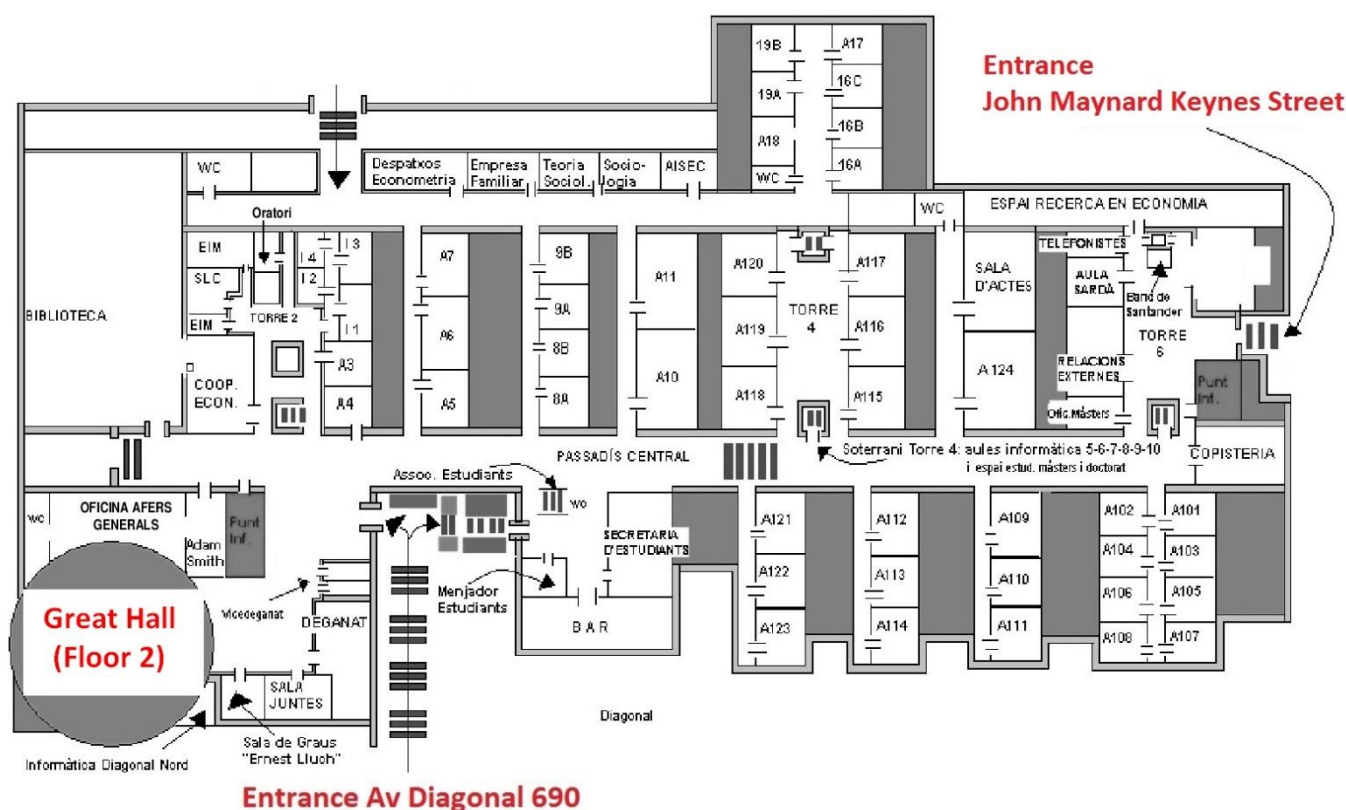 19B
A17
Entrance
John Maynard Keynes Street
19A
16C
16B
A18
16A
WC
WC
Despatxos
Econometria
Empresa
Familiar
Teoria
Sociol.
Socio-
logia
AISEC
WC
ESPAI RECERCA EN ECONOMIA
Oratori
EIM
SLC
EIM
I 3
I 4
I 2
I 1
TORRE 2
BIBLIOTECA
COOP.
ECON.
A3
A4
A7
A6
A5
9B
9A
8B
8A
A11
A10
A120
A119
A118
TORRE
4
A117
A116
A115
SALA
D'ACTES
A124
TELEFONISTES
AULA
SARDÀ
Banc de
Santander
TORRE
6
RELACIONS
EXTERNES
Ofic.Màsters
Punt
Inf.
COPISTERIA
PASSADÍS CENTRAL
Soterrani Torre 4: aules informàtica 5-6-7-8-9-10
i espai estud. màsters i doctorat
Assoc. Estudiants
wc
OFICINA AFERS
GENERALS
wc
Adam
Smith
Punt
Inf.
SECRETARIA
D'ESTUDIANTS
A121
A122
A123
A112
A113
A114
A109
A110
A111
A102
A104
A106
A108
A101
A103
A105
A107
Vicedeganat
DEGANAT
Menjador
Estudiants
BAR
Great Hall
(Floor 2)
SALA
JUNTES
Diagonal
Sala de Graus
"Ernest Lluch"
Informàtica Diagonal Nord
Entrance Av Diagonal 690